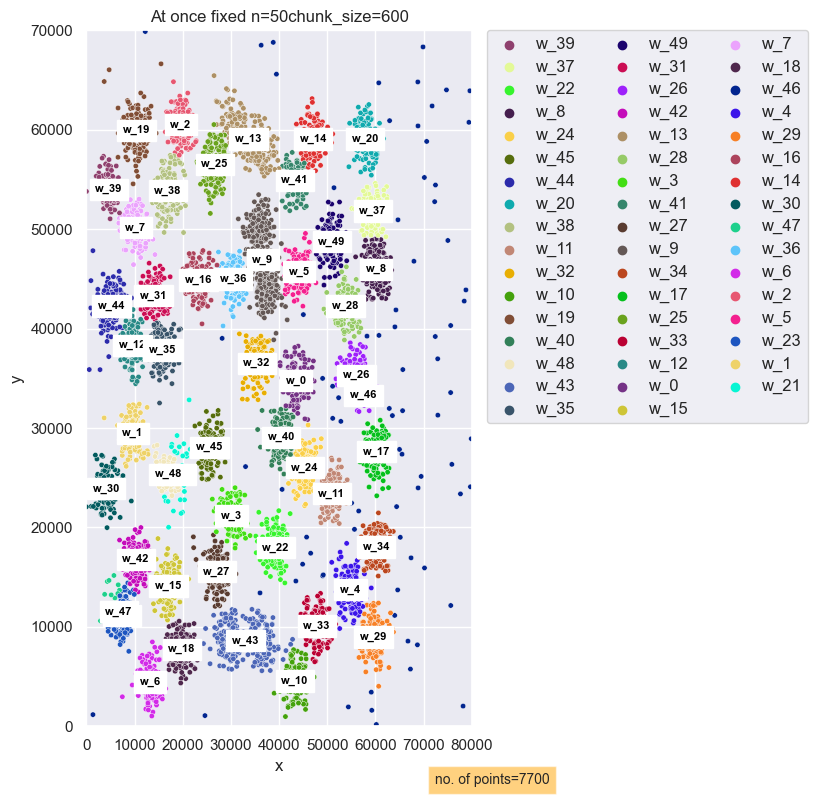 At once fixed n=50chunk_size=600
70000
60000
50000
40000
30000
20000
10000
0
y
w_19
w_2
w_13
w_14
w_20
w_25
w_39
w_38
w_41
w_37
w_7
w_49
w_9
w_16
w_36
w_5
w_8
w_44
w_31
w_28
w_12
w_35
w_32
w_0
w_26
w_46
w_1
w_45
w_40
w_17
w_48
w_24
w_30
w_11
w_3
w_22
w_34
w_42
w_15
w_27
w_4
w_47
w_33
w_29
w_18
w_43
w_6
w_10
0 10000 20000 30000 40000 50000 60000 70000 80000
x
w_39 w_49 w_7
w_37 w_31 w_18
w_22 w_26 w_46
w_8 w_42 w_4
w_24 w_13 w_29
w_45 w_28 w_16
w_44 w_3 w_14
w_20 w_41 w_30
w_38 w_27 w_47
w_11 w_9 w_36
w_32 w_34 w_6
w_10 w_17 w_2
w_19 w_25 w_5
w_40 w_33 w_23
w_48 w_12 w_1
w_43 w_0 w_21
w_35 w_15
no. of points=7700